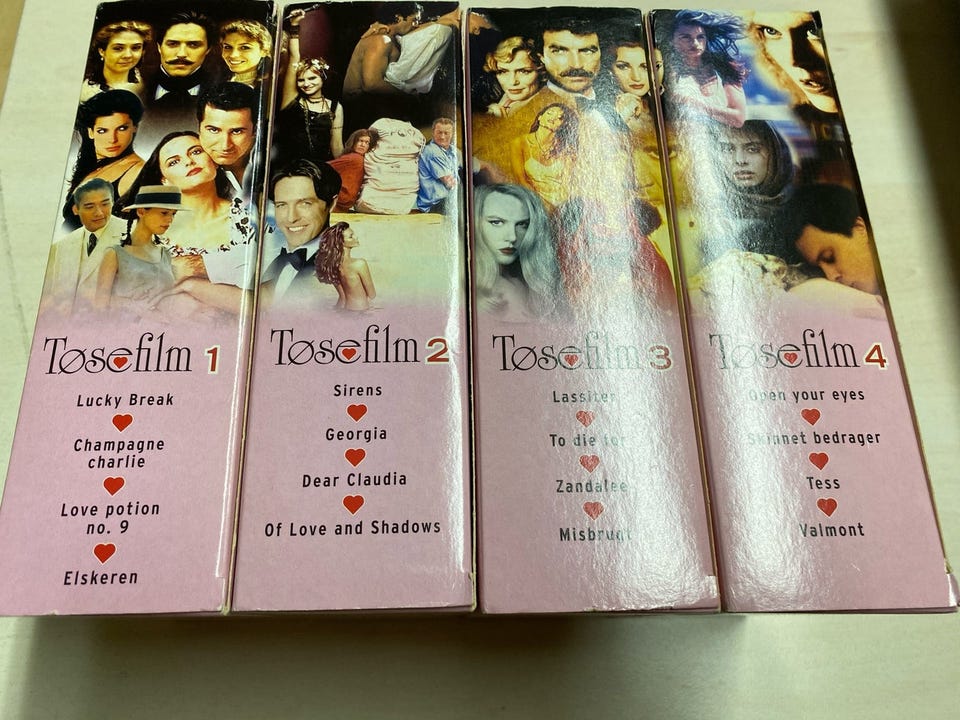 Tøsefilm 1
Lucky Break
Champagne
charlie
Love potion
no. 9
Elskeren
Tøsefilm 2
Sirens
Georgia
Dear Claudia
Of Love and Shadows
Tøsefilm 3
Lassiter
To die for
Zandalee
Misbrugt
Tøsefilm 4
Open your eyes
Skinnet bedrager
Tess
Valmont